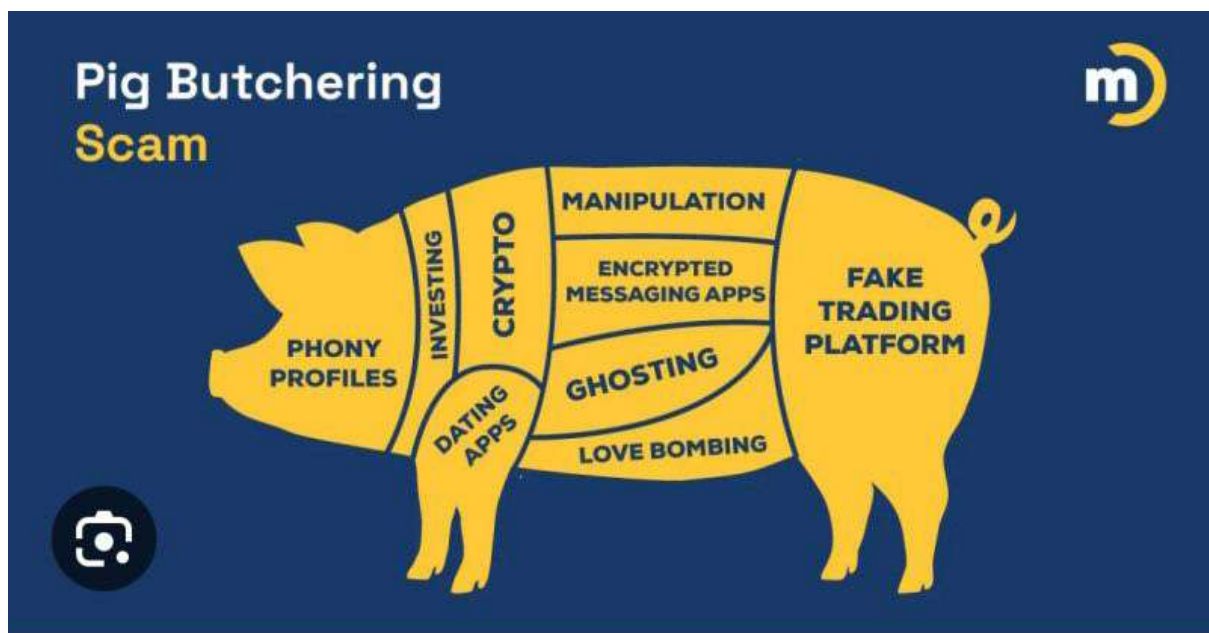 Pig Butchering
Scam
m
PHONY
PROFILES
INVESTING
CRYPTO
DATING
APPS
MANIPULATION
ENCRYPTED
MESSAGING APPS
GHOSTING
LOVE BOMBING
FAKE
TRADING
PLATFORM